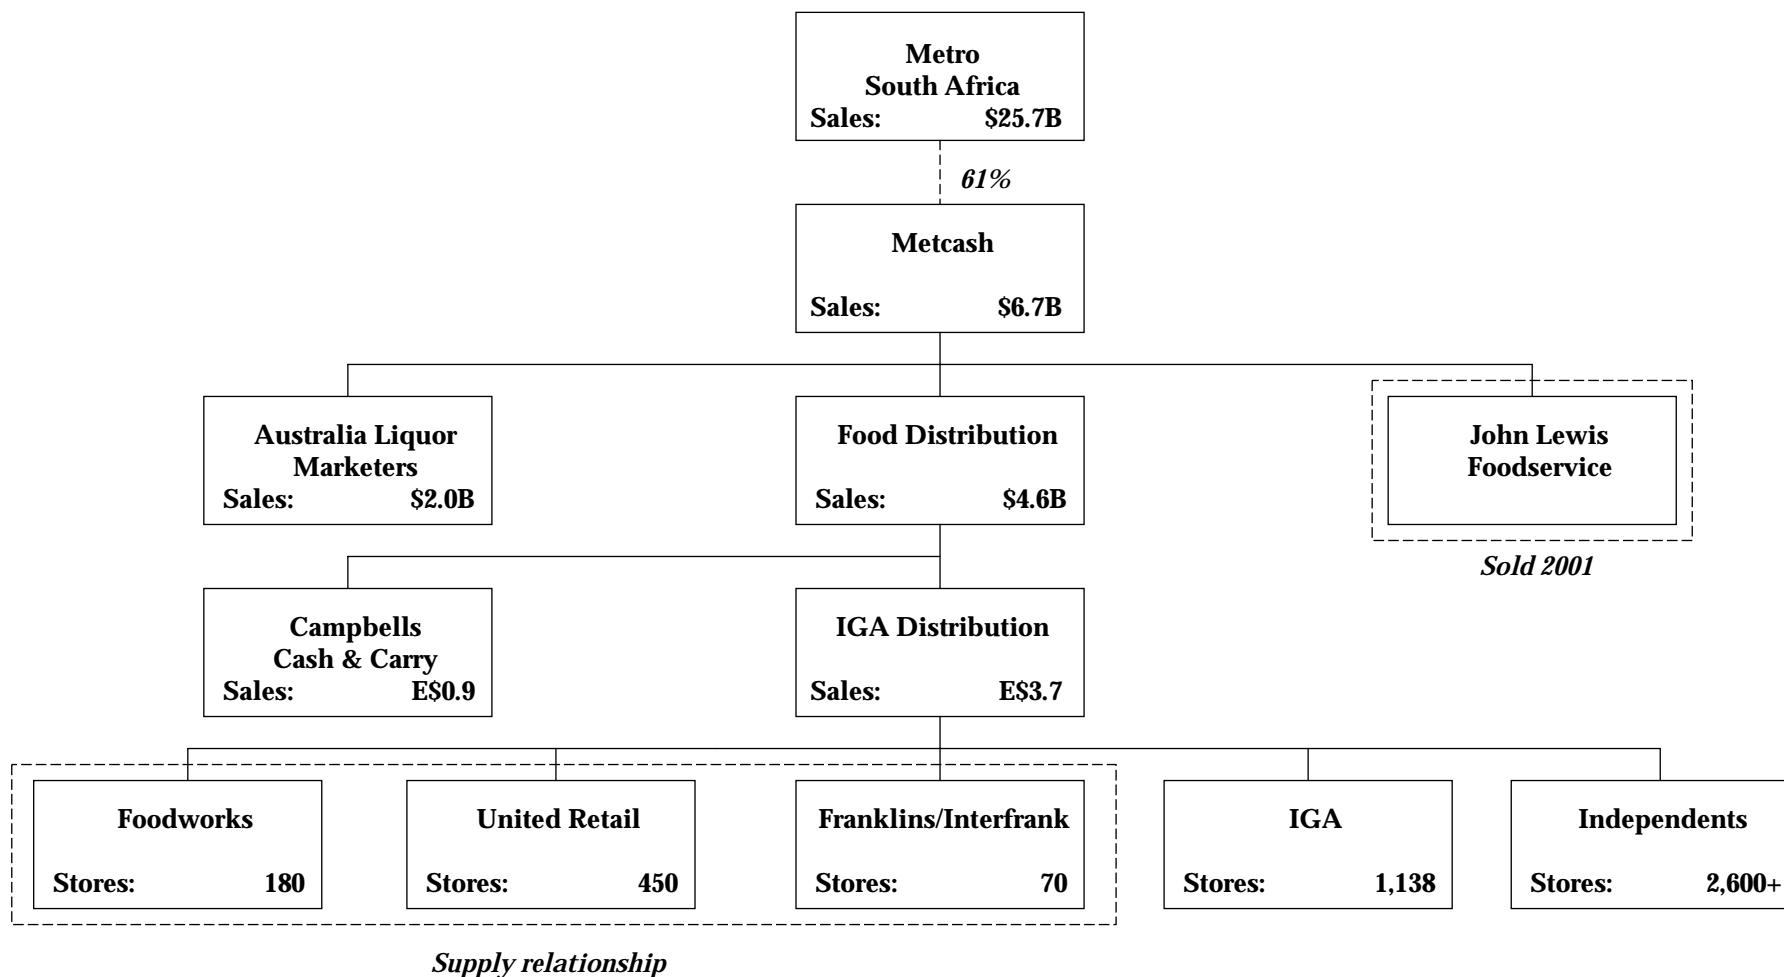 Metro
South Africa
Sales: $25.7B
61%
Metcash
Sales: $6.7B
Australia Liquor
Marketers
Sales: $2.0B
Food Distribution
Sales: $4.6B
John Lewis
Foodservice
Sold 2001
Campbells
Cash & Carry
Sales: E$0.9
IGA Distribution
Sales: E$3.7
Foodworks
Stores: 180
United Retail
Stores: 450
Franklins/Interfrank
Stores: 70
IGA
Stores: 1,138
Independents
Stores: 2,600+
Supply relationship